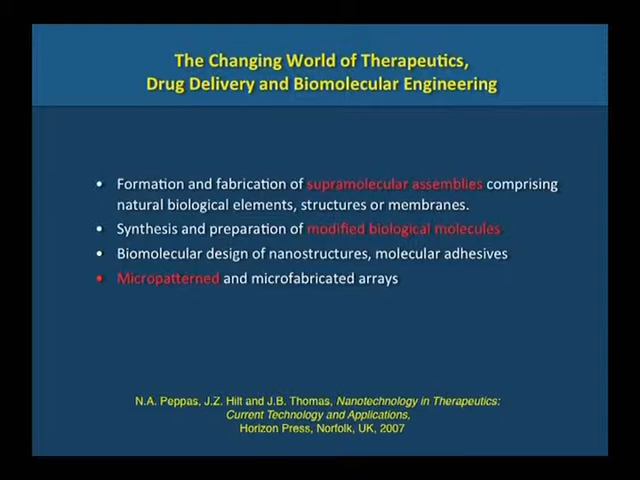 The Changing World of Therapeutics,
Drug Delivery and Biomolecular Engineering
• Formation and fabrication of supramolecular assemblies comprising
natural biological elements, structures or membranes.
• Synthesis and preparation of modified biological molecules
• Biomolecular design of nanostructures, molecular adhesives
• Micropatterned and microfabricated arrays
N.A. Peppas, J.Z. Hilt and J.B. Thomas, Nanotechnology in Therapeutics:
Current Technology and Applications,
Horizon Press, Norfolk, UK, 2007